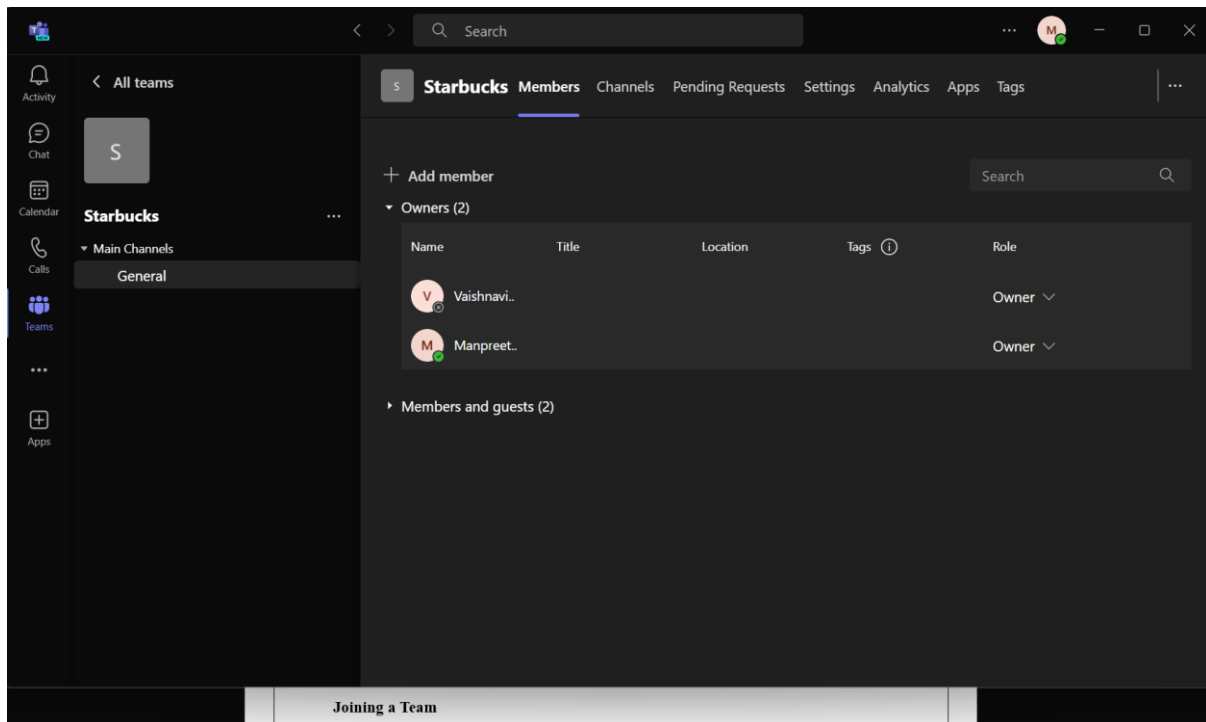 Search
M
Activity
Chat
Calendar
Calls
Teams
Apps
All teams
S
Starbucks
Main Channels
General
S
Starbucks Members Channels Pending Requests Settings Analytics Apps Tags
Add member
Search
Owners (2)
Name Title Location Tags Role
V Vaishnavi.. Owner
M Manpreet.. Owner
Members and guests (2)
Joining a Team